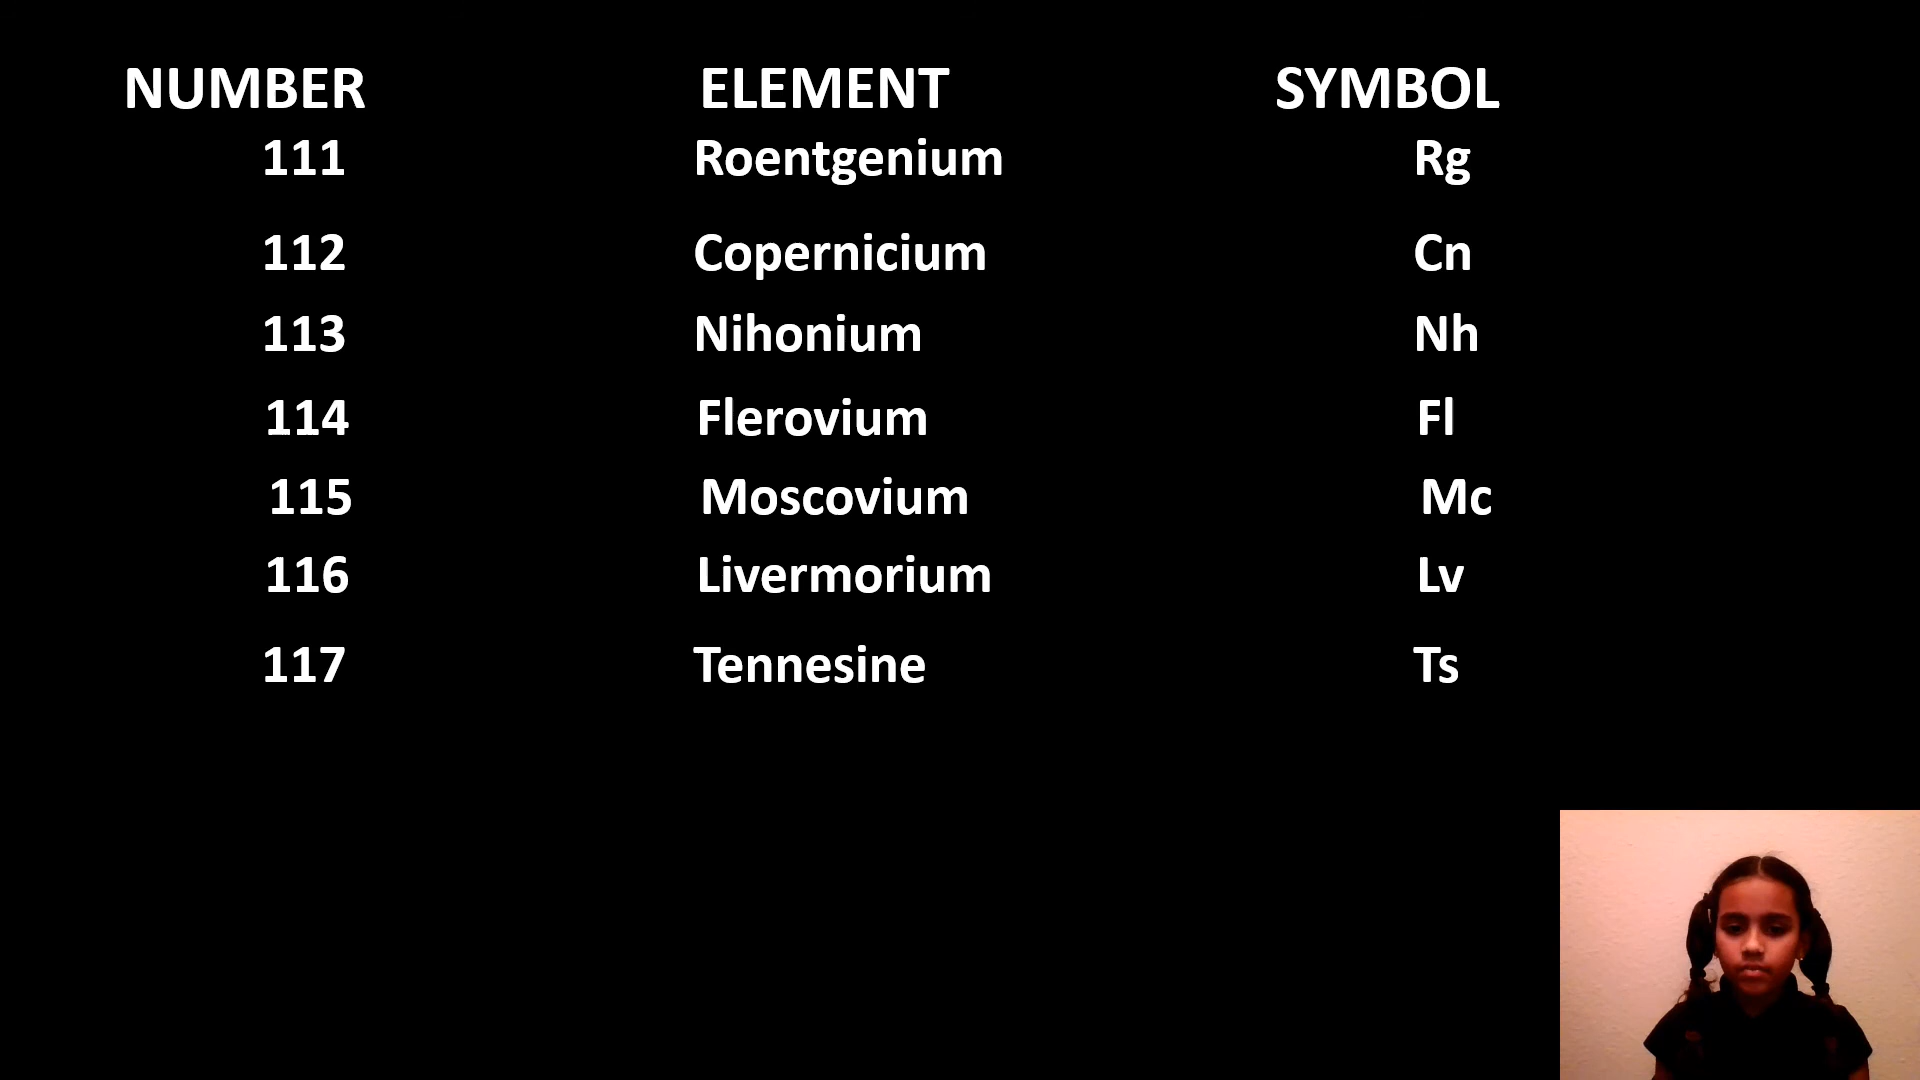 NUMBER ELEMENT SYMBOL
111 Roentgenium Rg
112 Copernicium Cn
113 Nihonium Nh
114 Flerovium Fl
115 Moscovium Mc
116 Livermorium Lv
117 Tennesine Ts